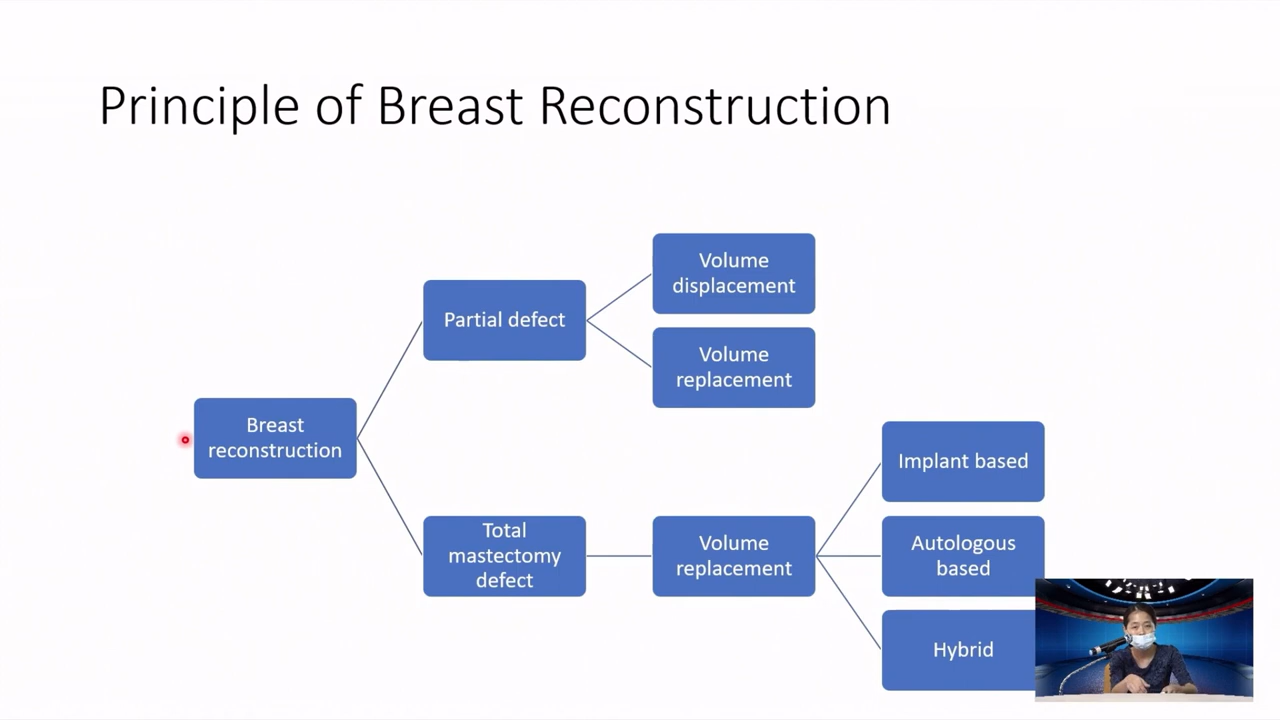 Principle of Breast Reconstruction
Breast
reconstruction
Partial defect
Volume
displacement
Volume
replacement
Total
mastectomy
defect
Volume
replacement
Implant based
Autologous
based
Hybrid